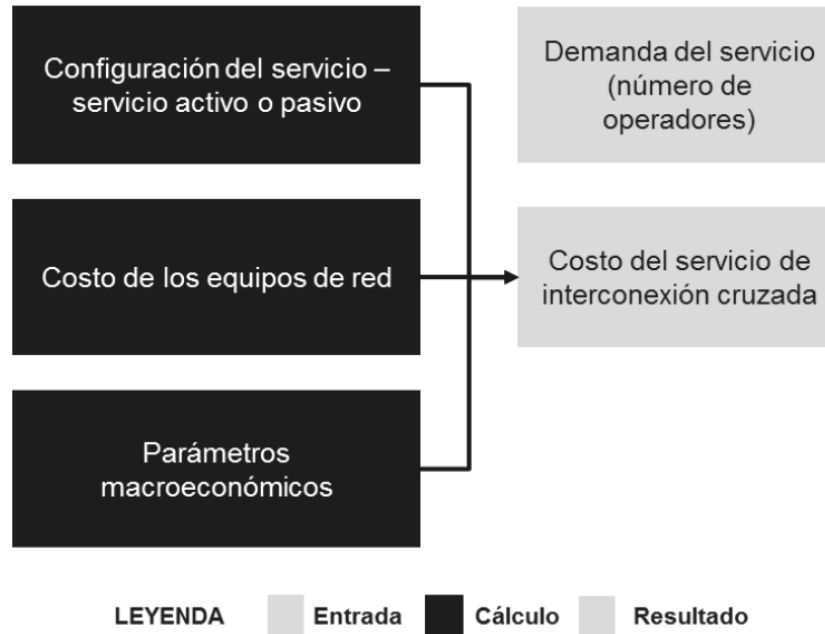 Configuración del servicio –
servicio activo o pasivo
Demanda del servicio
(número de
operadores)
Costo de los equipos de red
Costo del servicio de
interconexión cruzada
Parámetros
macroeconómicos
LEYENDA Entrada Cálculo Resultado